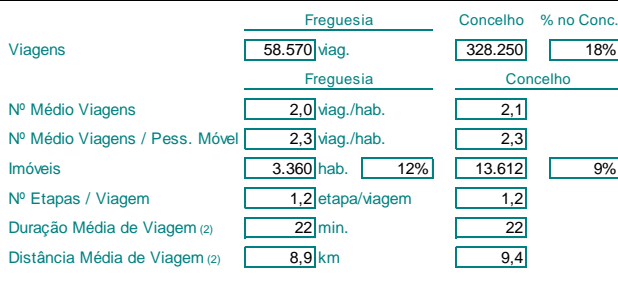 Freguesia Concelho % no Conc.
Viagens 58.570 viag. 328.250 18%
Freguesia Concelho
Nº Médio Viagens 2,0 viag./hab. 2,1
Nº Médio Viagens / Pess. Móvel 2,3 viag./hab. 2,3
Imóveis 3.360 hab. 12% 13.612 9%
Nº Etapas / Viagem 1,2 etapa/viagem 1,2
Duração Média de Viagem (2) 22 min. 22
Distância Média de Viagem (2) 8,9 km 9,4